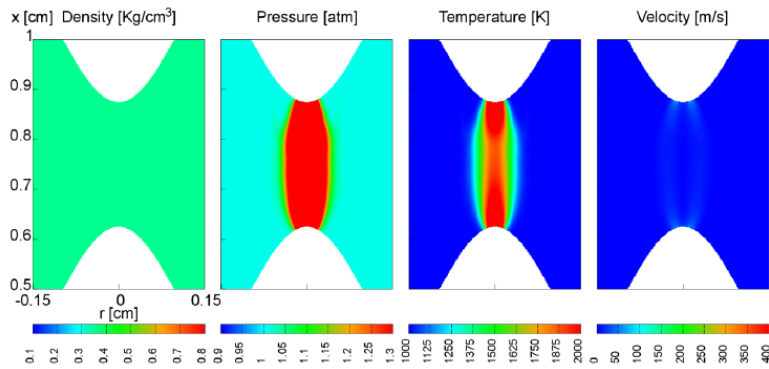 x [cm] Density [Kg/cm³] Pressure [atm] Temperature [K] Velocity [m/s]
1
0.9
0.8
0.7
0.6
0.5
-0.15 0 0.15
r [cm]
0.1 0.2 0.3 0.4 0.5 0.6 0.7 0.8
0.9 0.95 1 1.05 1.1 1.15 1.2 1.25 1.3
1000 1125 1250 1375 1500 1625 1750 1875 2000
0 50 100 150 200 250 300 350 400